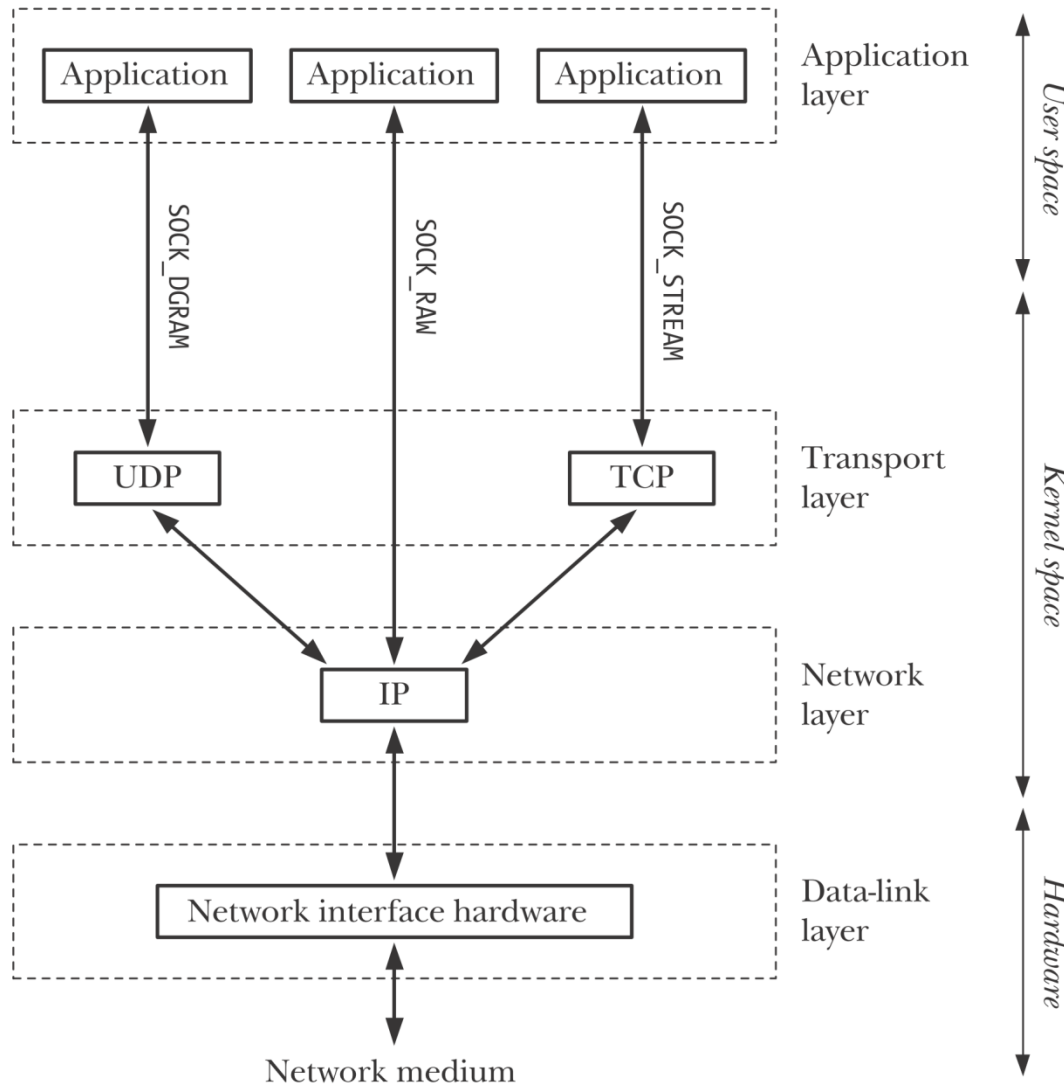 Application
Application
Application
Application
layer
User space
SOCK_DGRAM
SOCK_RAW
SOCK_STREAM
UDP
TCP
Transport
layer
Kernel space
IP
Network
layer
Network interface hardware
Data-link
layer
Hardware
Network medium